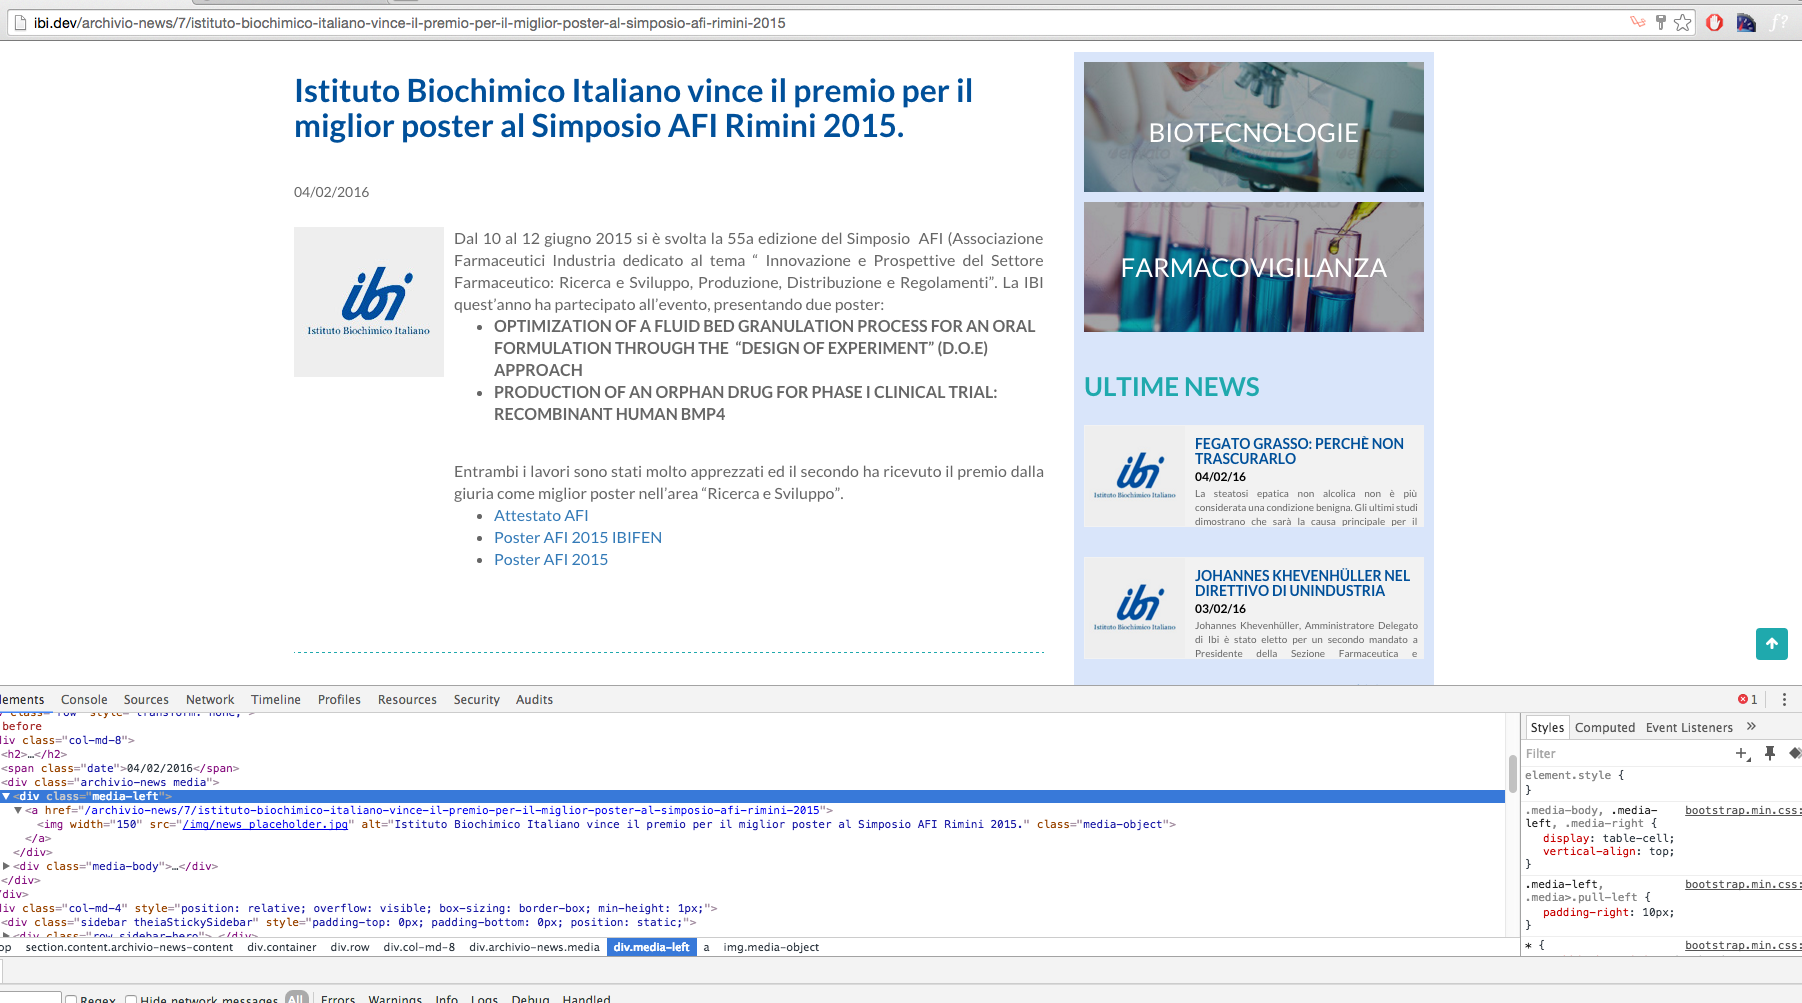 ibi.dev/archivio-news/7/istituto-biochimico-italiano-vince-il-premio-per-il-miglior-poster-al-simposio-afi-rimini-2015
f?
Istituto Biochimico Italiano vince il premio per il
miglior poster al Simposio AFI Rimini 2015.
04/02/2016
ibi
Istituto Biochimico Italiano
Dal 10 al 12 giugno 2015 si è svolta la 55a edizione del Simposio  AFI (Associazione
Farmaceutici Industria dedicato al tema “ Innovazione e Prospettive del Settore
Farmaceutico: Ricerca e Sviluppo, Produzione, Distribuzione e Regolamenti”. La IBI
quest’anno ha partecipato all’evento, presentando due poster:
• OPTIMIZATION OF A FLUID BED GRANULATION PROCESS FOR AN ORAL
FORMULATION THROUGH THE  “DESIGN OF EXPERIMENT” (D.O.E)
APPROACH
• PRODUCTION OF AN ORPHAN DRUG FOR PHASE I CLINICAL TRIAL:
RECOMBINANT HUMAN BMP4
Entrambi i lavori sono stati molto apprezzati ed il secondo ha ricevuto il premio dalla
giuria come miglior poster nell’area “Ricerca e Sviluppo”.
• Attestato AFI
• Poster AFI 2015 IBIFEN
• Poster AFI 2015
BIOTECNOLOGIE
FARMACOVIGILANZA
ULTIME NEWS
ibi
Istituto Biochimico Italiano
FEGATO GRASSO: PERCHÈ NON
TRASCURARLO
04/02/16
La steatosi epatica non alcolica non è più
considerata una condizione benigna. Gli ultimi studi
dimostrano che sarà la causa principale per il
ibi
Istituto Biochimico Italiano
JOHANNES KHEVENHÜLLER NEL
DIRETTIVO DI UNINDUSTRIA
03/02/16
Johannes Khevenhüller, Amministratore Delegato
di Ibi è stato eletto per un secondo mandato a
Presidente della Sezione Farmaceutica e
lements Console Sources Network Timeline Profiles Resources Security Audits
1
class="row" style="transform: none;">
before
iv class="col-md-8">
<h2>…</h2>
<span class="date">04/02/2016</span>
<div class="archivio-news media">
▼<div class="media-left">
▼<a href="/archivio-news/7/istituto-biochimico-italiano-vince-il-premio-per-il-miglior-poster-al-simposio-afi-rimini-2015">
<img width="150" src="/img/news_placeholder.jpg" alt="Istituto Biochimico Italiano vince il premio per il miglior poster al Simposio AFI Rimini 2015." class="media-object">
</a>
</div>
▶<div class="media-body">…</div>
</div>
/div>
iv class="col-md-4" style="position: relative; overflow: visible; box-sizing: border-box; min-height: 1px;">
<div class="sidebar theiaStickySidebar" style="padding-top: 0px; padding-bottom: 0px; position: static;">
▶<div class="row sidebar-hero">…</div>
op section.content.archivio-news-content div.container div.row div.col-md-8 div.archivio-news.media div.media-left a img.media-object
Styles Computed Event Listeners »
Filter
element.style {
}
.media-body, .media-left, .media-right { bootstrap.min.css:
display: table-cell;
vertical-align: top;
}
.media-left, bootstrap.min.css:
.media>.pull-left {
padding-right: 10px;
}
* { bootstrap.min.css:
Regex Hide network messages All Errors Warnings Info Logs Debug Handled